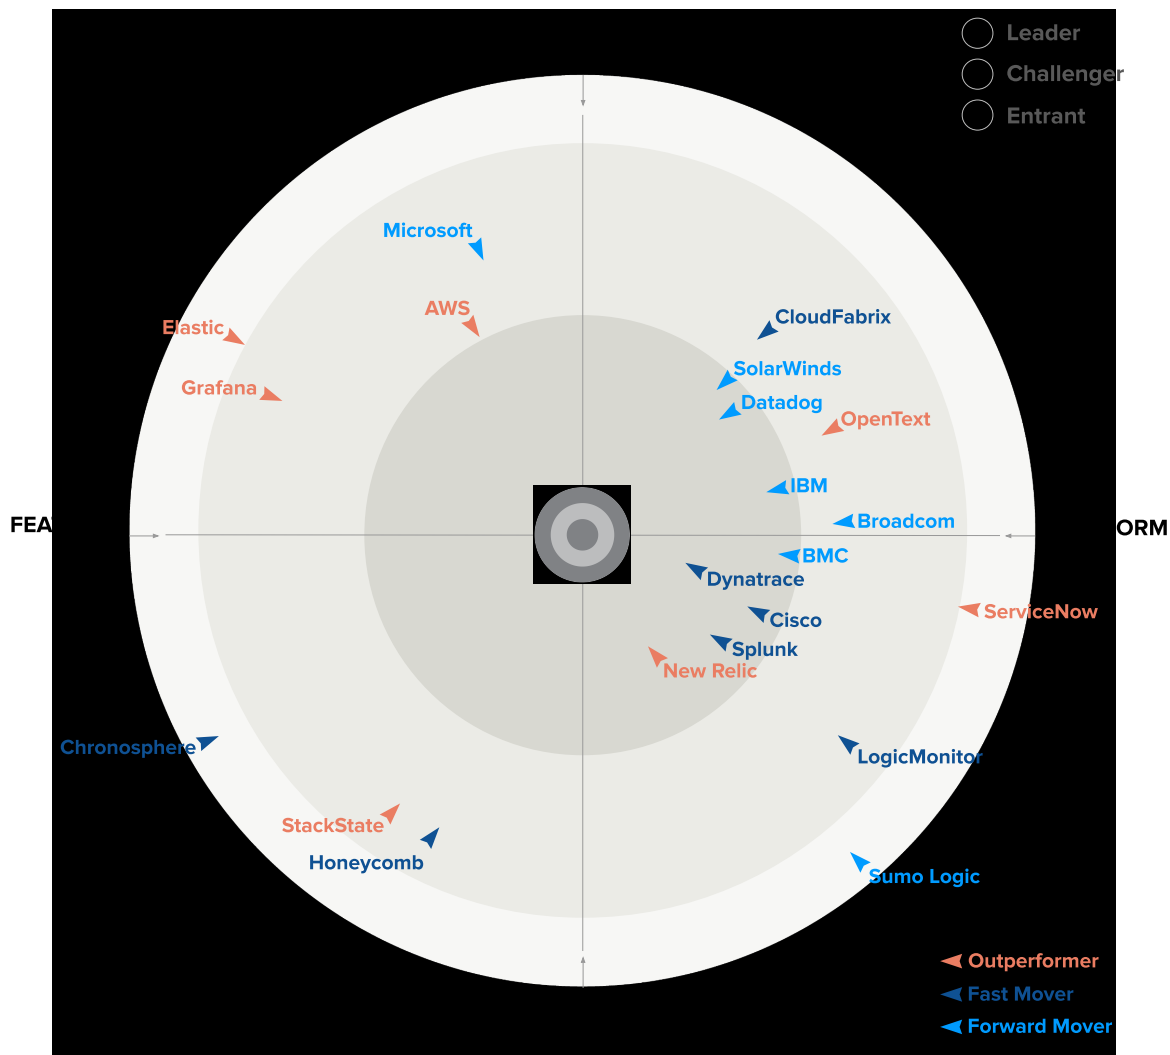 Leader
Challenger
Entrant
Microsoft
AWS
CloudFabrix
Elastic
SolarWinds
Grafana
Datadog
OpenText
IBM
Broadcom
FEA
ORM
BMC
Dynatrace
ServiceNow
Cisco
Splunk
New Relic
Chronosphere
LogicMonitor
StackState
Honeycomb
Sumo Logic
Outperformer
Fast Mover
Forward Mover